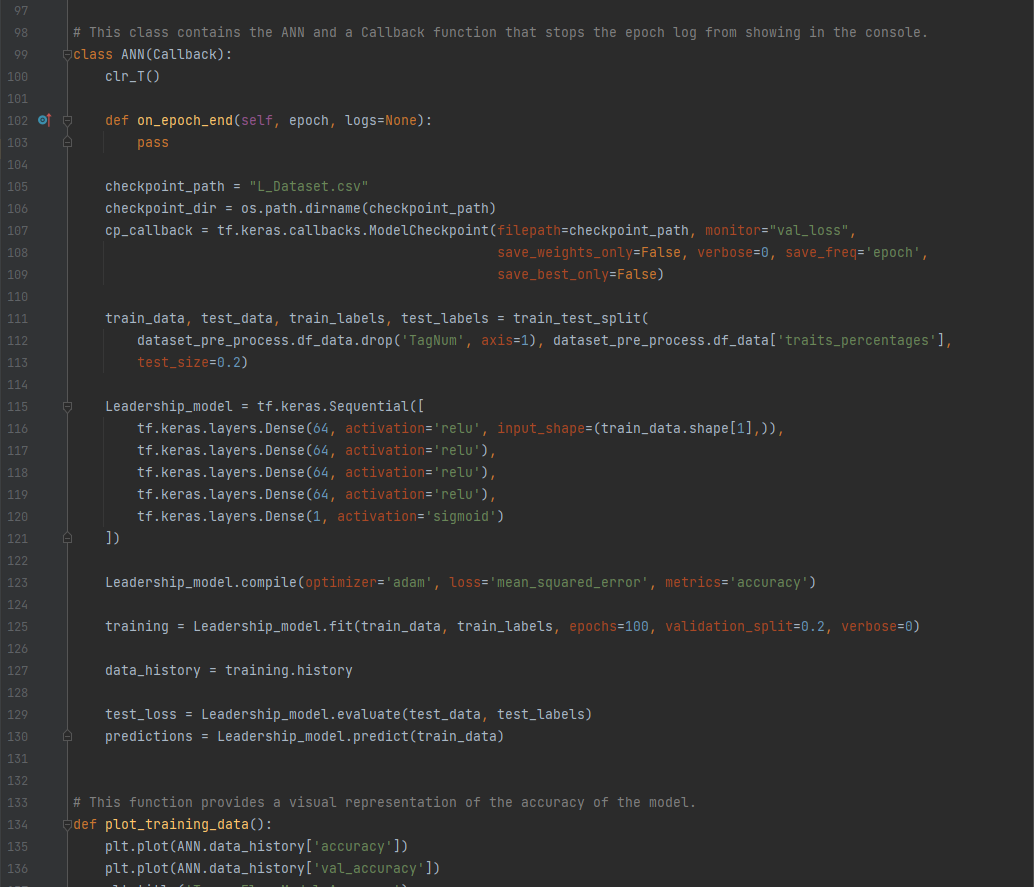 97
98 # This class contains the ANN and a Callback function that stops the epoch log from showing in the console.
99 class ANN(Callback):
100     clr_T()
101
102     def on_epoch_end(self, epoch, logs=None):
103         pass
104
105     checkpoint_path = "L_Dataset.csv"
106     checkpoint_dir = os.path.dirname(checkpoint_path)
107     cp_callback = tf.keras.callbacks.ModelCheckpoint(filepath=checkpoint_path, monitor="val_loss",
108                                                      save_weights_only=False, verbose=0, save_freq='epoch',
109                                                      save_best_only=False)
110
111     train_data, test_data, train_labels, test_labels = train_test_split(
112         dataset_pre_process.df_data.drop('TagNum', axis=1), dataset_pre_process.df_data['traits_percentages'],
113         test_size=0.2)
114
115     Leadership_model = tf.keras.Sequential([
116         tf.keras.layers.Dense(64, activation='relu', input_shape=(train_data.shape[1],)),
117         tf.keras.layers.Dense(64, activation='relu'),
118         tf.keras.layers.Dense(64, activation='relu'),
119         tf.keras.layers.Dense(64, activation='relu'),
120         tf.keras.layers.Dense(1, activation='sigmoid')
121     ])
122
123     Leadership_model.compile(optimizer='adam', loss='mean_squared_error', metrics='accuracy')
124
125     training = Leadership_model.fit(train_data, train_labels, epochs=100, validation_split=0.2, verbose=0)
126
127     data_history = training.history
128
129     test_loss = Leadership_model.evaluate(test_data, test_labels)
130     predictions = Leadership_model.predict(train_data)
131
132
133 # This function provides a visual representation of the accuracy of the model.
134 def plot_training_data():
135     plt.plot(ANN.data_history['accuracy'])
136     plt.plot(ANN.data_history['val_accuracy'])